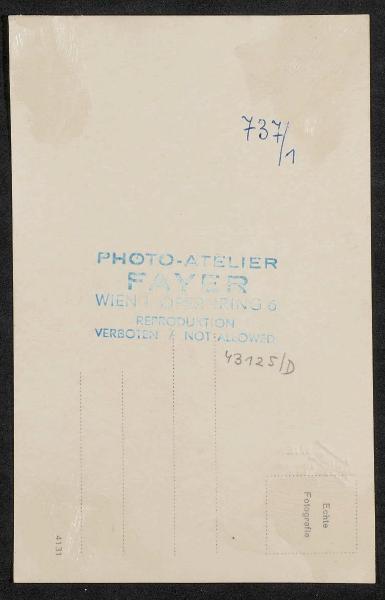 737/1
PHOTO-ATELIER
FAYER
WIEN I. OPERNRING 6
REPRODUKTION
VERBOTEN / NOT ALLOWED
43125/D
Echte
Fotografie
4131